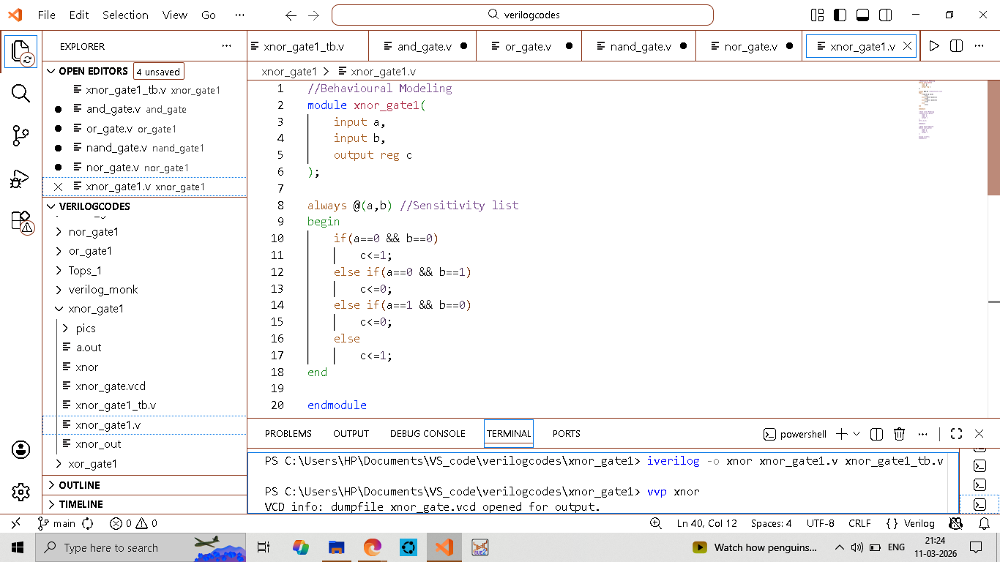 File Edit Selection View Go ··· verilogcodes
EXPLORER ···
OPEN EDITORS 4 unsaved
xnor_gate1_tb.v xnor_gate1
and_gate.v and_gate
or_gate.v or_gate1
nand_gate.v nand_gate1
nor_gate.v nor_gate1
xnor_gate1.v xnor_gate1
VERILOGCODES
nor_gate1
or_gate1
Tops_1
verilog_monk
xnor_gate1
pics
a.out
xnor
xnor_gate.vcd
xnor_gate1_tb.v
xnor_gate1.v
xnor_out
xor_gate1
OUTLINE
TIMELINE
xnor_gate1_tb.v and_gate.v or_gate.v nand_gate.v nor_gate.v xnor_gate1.v
xnor_gate1 > xnor_gate1.v
1 //Behavioural Modeling
2 module xnor_gate1(
3 input a,
4 input b,
5 output reg c
6 );
7
8 always @(a,b) //Sensitivity list
9 begin
10 if(a==0 && b==0)
11 c<=1;
12 else if(a==0 && b==1)
13 c<=0;
14 else if(a==1 && b==0)
15 c<=0;
16 else
17 c<=1;
18 end
19
20 endmodule
PROBLEMS OUTPUT DEBUG CONSOLE TERMINAL PORTS powershell
PS C:\Users\HP\Documents\VS_code\verilogcodes\xnor_gate1> iverilog -o xnor xnor_gate1.v xnor_gate1_tb.v
PS C:\Users\HP\Documents\VS_code\verilogcodes\xnor_gate1> vvp xnor
VCD info: dumpfile xnor_gate.vcd opened for output.
main 0 0 Ln 40, Col 12 Spaces: 4 UTF-8 CRLF {} Verilog
Type here to search Watch how penguins... ENG 21:24
11-03-2026